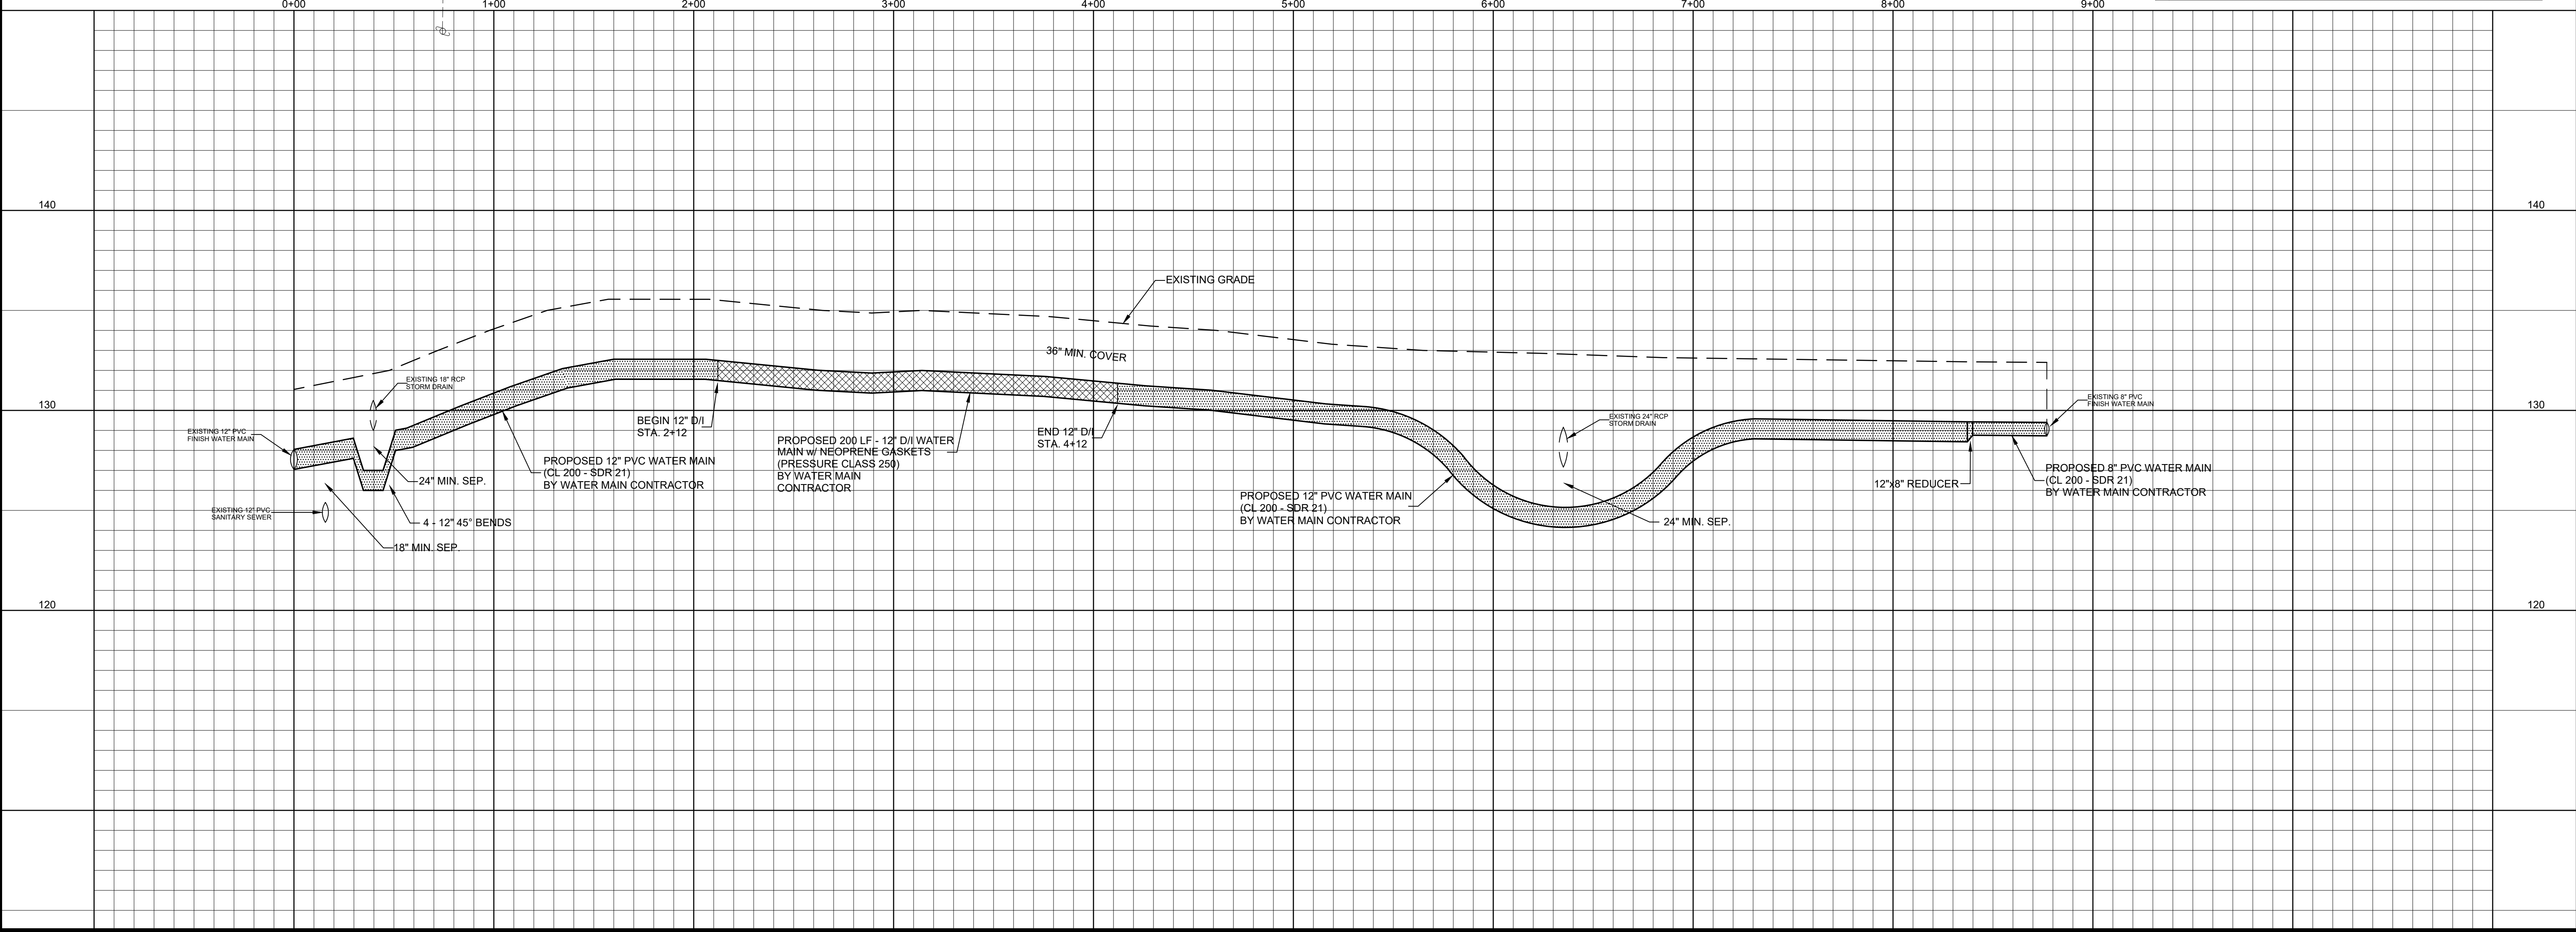 0+00
1+00
2+00
3+00
4+00
5+00
6+00
7+00
8+00
9+00
140
140
EXISTING GRADE
36" MIN. COVER
EXISTING 18" RCP
STORM DRAIN
130
130
EXISTING 12" PVC
FINISH WATER MAIN
BEGIN 12" D/I
STA. 2+12
END 12" D/I
STA. 4+12
EXISTING 24" RCP
STORM DRAIN
EXISTING 8" PVC
FINISH WATER MAIN
PROPOSED 200 LF - 12" D/I WATER
MAIN w/ NEOPRENE GASKETS
(PRESSURE CLASS 250)
BY WATER MAIN
CONTRACTOR
PROPOSED 12" PVC WATER MAIN
(CL 200 - SDR 21)
BY WATER MAIN CONTRACTOR
24" MIN. SEP.
12"x8" REDUCER
PROPOSED 8" PVC WATER MAIN
(CL 200 - SDR 21)
BY WATER MAIN CONTRACTOR
EXISTING 12" PVC
SANITARY SEWER
4 - 12" 45° BENDS
18" MIN. SEP.
PROPOSED 12" PVC WATER MAIN
(CL 200 - SDR 21)
BY WATER MAIN CONTRACTOR
24" MIN. SEP.
120
120